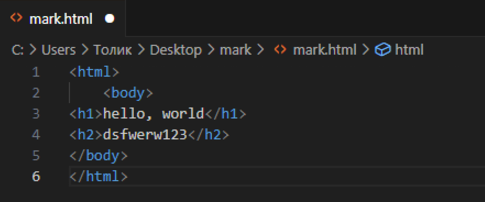 <> mark.html ●
C: > Users > Толик > Desktop > mark > <> mark.html > html
1 <html>
2     <body>
3 <h1>hello, world</h1>
4 <h2>dsfwerw123</h2>
5 </body>
6 </html>